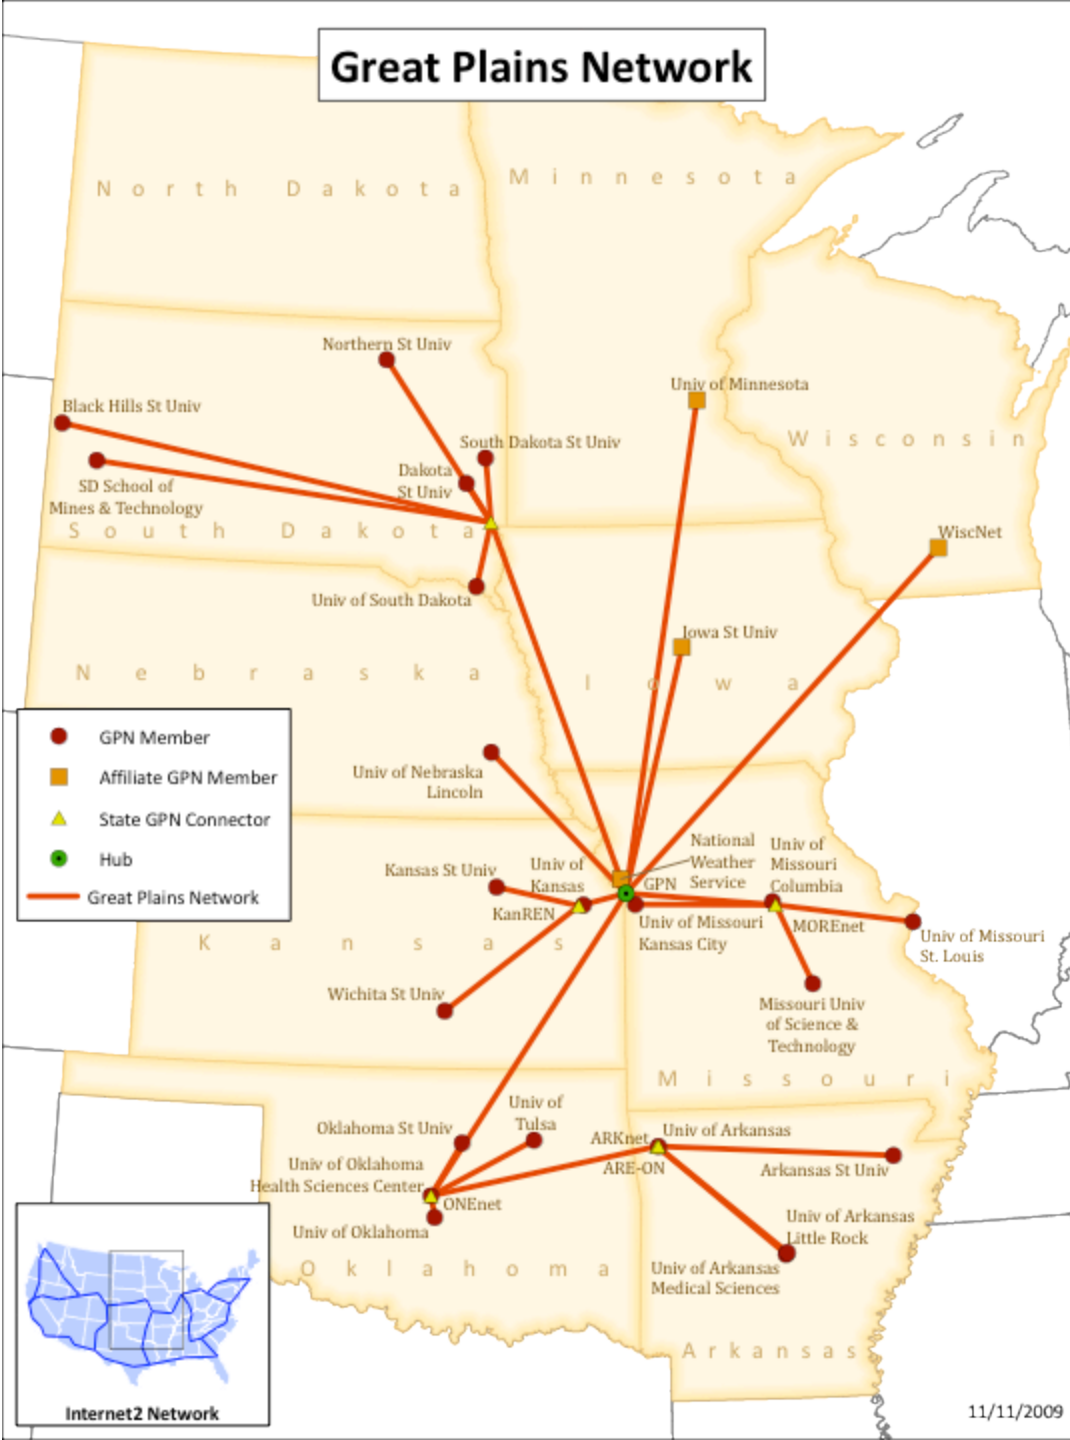 Great Plains Network
North Dakota
Minnesota
Northern St Univ
Univ of Minnesota
Black Hills St Univ
Wisconsin
South Dakota St Univ
Dakota
St Univ
SD School of
Mines & Technology
South Dakota
WiscNet
Univ of South Dakota
Iowa St Univ
Nebraska
Iowa
GPN Member
Affiliate GPN Member
State GPN Connector
Hub
Great Plains Network
Univ of Nebraska
Lincoln
National
Weather
Service
Univ of
Missouri
Columbia
Kansas St Univ
Univ of
Kansas
GPN
KanREN
Univ of Missouri
Kansas City
MOREnet
Univ of Missouri
St. Louis
Kansas
Wichita St Univ
Missouri Univ
of Science &
Technology
Missouri
Univ of
Tulsa
Oklahoma St Univ
ARKnet
Univ of Arkansas
ARE-ON
Arkansas St Univ
Univ of Oklahoma
Health Sciences Center
ONEnet
Univ of Oklahoma
Univ of Arkansas
Little Rock
Oklahoma
Univ of Arkansas
Medical Sciences
Arkansas
Internet2 Network
11/11/2009